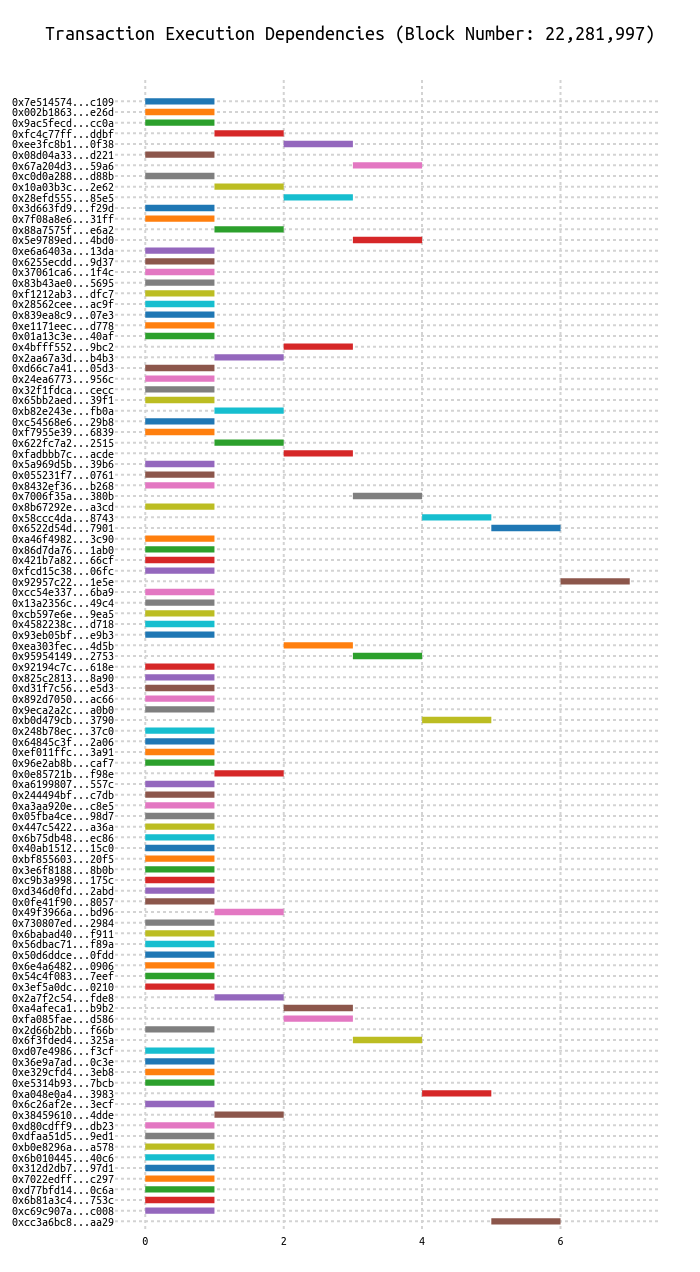 Transaction Execution Dependencies (Block Number: 22,281,997)
0x7e514574...c109
0x002b1863...e26d
0x9ac5fecd...cc0a
0xfc4c77ff...ddbf
0xee3fc8b1...0f38
0x08d04a33...d221
0x67a204d3...59a6
0xc0d0a288...d88b
0x10a03b3c...2e62
0x28efd555...85e5
0x3d663fd9...f29d
0x7f08a8e6...31ff
0x88a7575f...e6a2
0x5e9789ed...4bd0
0xe6a6403a...13da
0x6255ecdd...9d37
0x37061ca6...1f4c
0x83b43ae0...5695
0xf1212ab3...dfc7
0x28562cee...ac9f
0x839ea8c9...07e3
0xe1171eec...d778
0x01a13c3e...40af
0x4bfff552...9bc2
0x2aa67a3d...b4b3
0xd66c7a41...05d3
0x24ea6773...956c
0x32f1fdca...cecc
0x65bb2aed...39f1
0xb82e243e...fb0a
0xc54568e6...29b8
0xf7955e39...6839
0x622fc7a2...2515
0xfadbbb7c...acde
0x5a969d5b...39b6
0x055231f7...0761
0x8432ef36...b268
0x7006f35a...380b
0x8b67292e...a3cd
0x58ccc4da...8743
0x6522d54d...7901
0xa46f4982...3c90
0x86d7da76...1ab0
0x421b7a82...66cf
0xfcd15c38...06fc
0x92957c22...1e5e
0xcc54e337...6ba9
0x13a2356c...49c4
0xcb597e6e...9ea5
0x4582238c...d718
0x93eb05bf...e9b3
0xea303fec...4d5b
0x95954149...2753
0x92194c7c...618e
0x825c2813...8a90
0xd31f7c56...e5d3
0x892d7050...ac66
0x9eca2a2c...a0b0
0xb0d479cb...3790
0x248b78ec...37c0
0x64845c3f...2a06
0xef011ffc...3a91
0x96e2ab8b...caf7
0x0e85721b...f98e
0xa6199807...557c
0x244494bf...c7db
0xa3aa920e...c8e5
0x05fba4ce...98d7
0x447c5422...a36a
0x6b75db48...ec86
0x40ab1512...15c0
0xbf855603...20f5
0x3e6f8188...8b0b
0xc9b3a998...175c
0xd346d0fd...2abd
0x0fe41f90...8057
0x49f3966a...bd96
0x730807ed...2984
0x6babad40...f911
0x56dbac71...f89a
0x50d6ddce...0fdd
0x6e4a6482...0906
0x54c4f083...7eef
0x3ef5a0dc...0210
0x2a7f2c54...fde8
0xa4afeca1...b9b2
0xfa085fae...d586
0x2d66b2bb...f66b
0x6f3fded4...325a
0xd07e4986...f3cf
0x36e9a7ad...0c3e
0xe329cfd4...3eb8
0xe5314b93...7bcb
0xa048e0a4...3983
0x6c26af2e...3ecf
0x38459610...4dde
0xd80cdff9...db23
0xdfaa51d5...9ed1
0xb0e8296a...a578
0x6b010445...40c6
0x312d2db7...97d1
0x7022edff...c297
0xd77bfd14...0c6a
0x6b81a3c4...753c
0xc69c907a...c008
0xcc3a6bc8...aa29
0 2 4 6